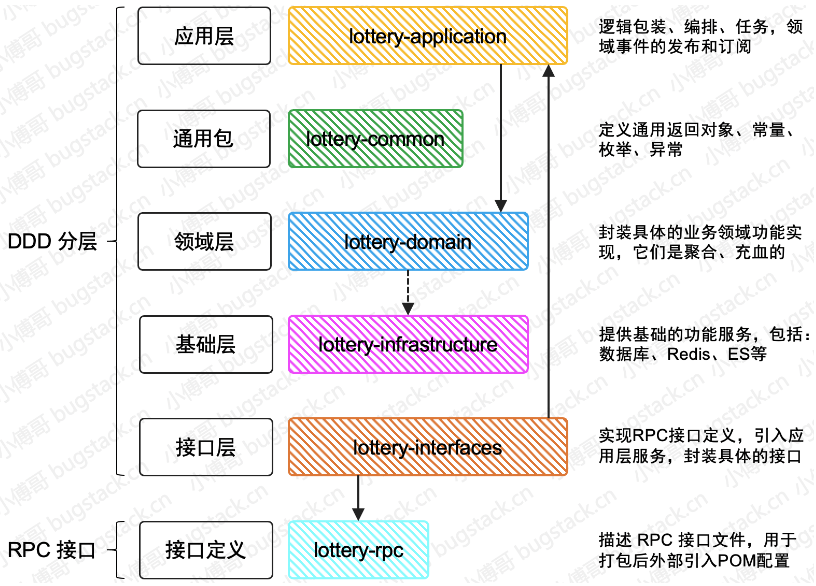 应用层
lottery-application
逻辑包装、编排、任务，领
域事件的发布和订阅
通用包
lottery-common
定义通用返回对象、常量、
枚举、异常
DDD 分层
领域层
lottery-domain
封装具体的业务领域功能实
现，它们是聚合、充血的
基础层
lottery-infrastructure
提供基础的功能服务，包括：
数据库、Redis、ES等
接口层
lottery-interfaces
实现RPC接口定义，引入应
用层服务，封装具体的接口
RPC 接口
接口定义
lottery-rpc
描述 RPC 接口文件，用于
打包后外部引入POM配置
小傅哥 bugstack.cn